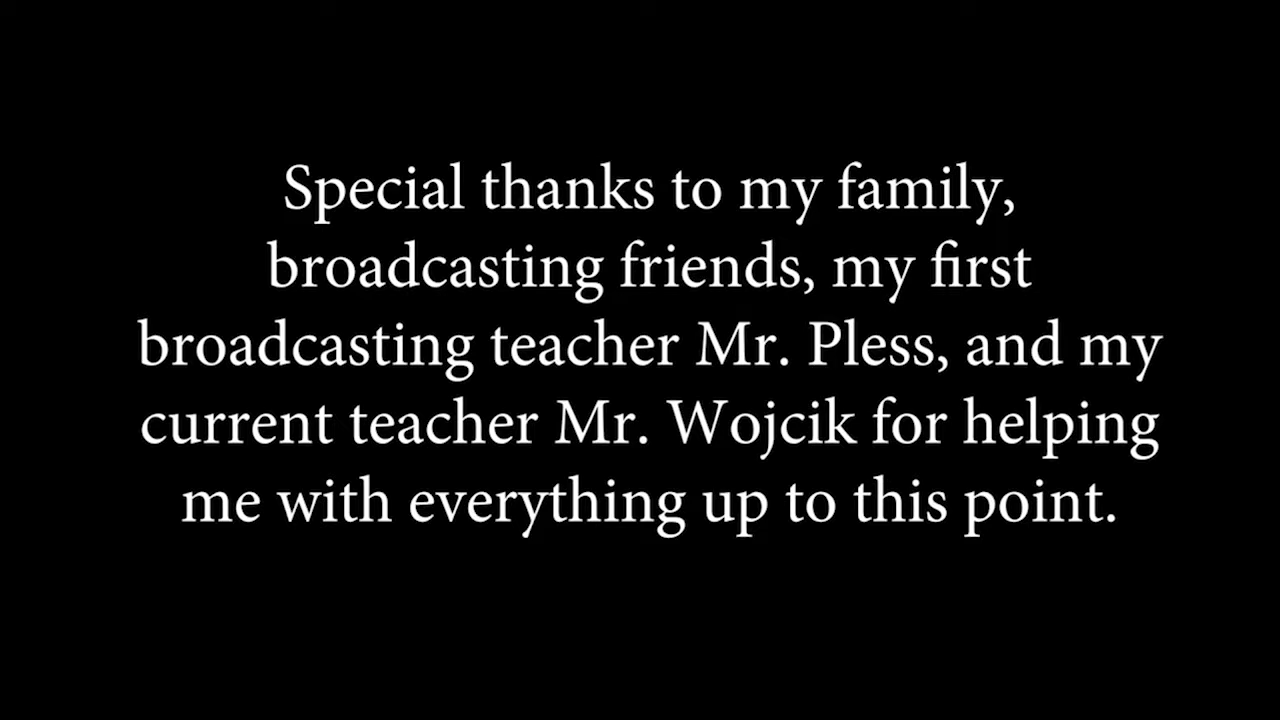 Special thanks to my family,
broadcasting friends, my first
broadcasting teacher Mr. Pless, and my
current teacher Mr. Wojcik for helping
me with everything up to this point.